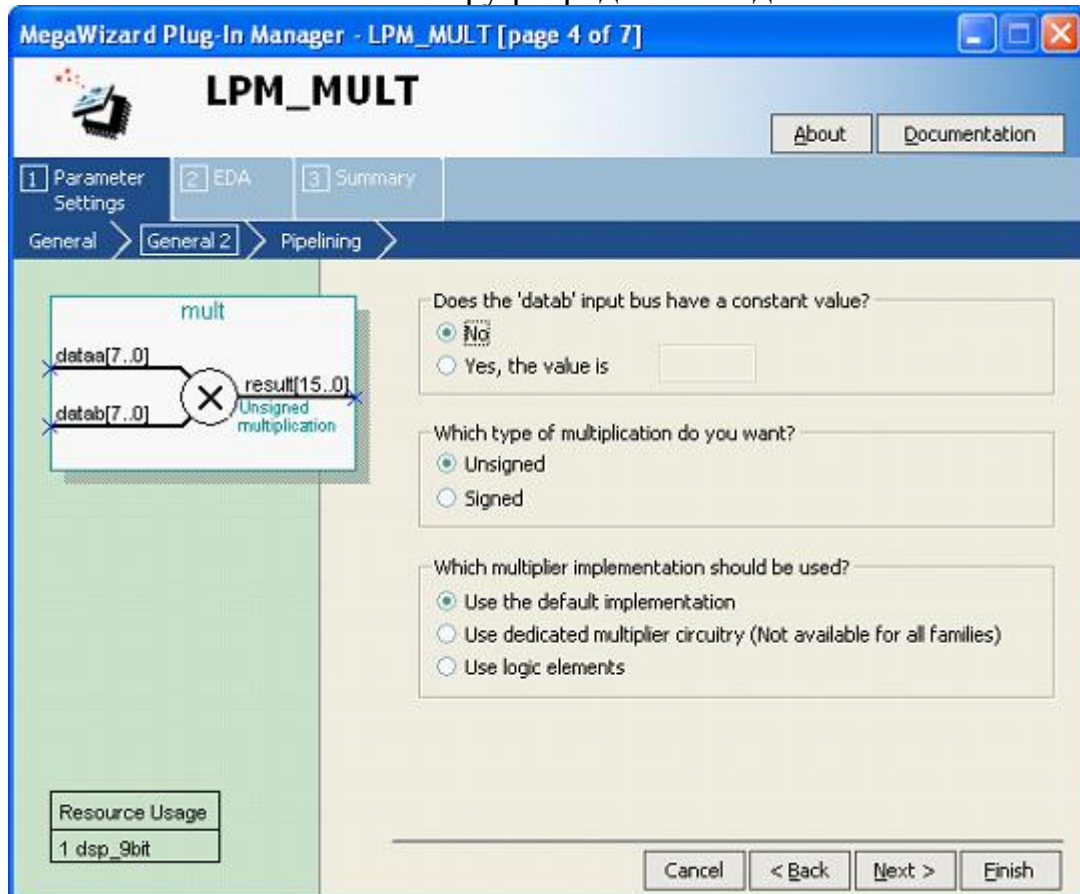 MegaWizard Plug-In Manager - LPM_MULT [page 4 of 7]
LPM_MULT
About
Documentation
1 Parameter Settings
2 EDA
3 Summary
General
General 2
Pipelining
mult
dataa[7..0]
datab[7..0]
result[15..0]
Unsigned
multiplication
Does the 'datab' input bus have a constant value?
No
Yes, the value is
Which type of multiplication do you want?
Unsigned
Signed
Which multiplier implementation should be used?
Use the default implementation
Use dedicated multiplier circuitry (Not available for all families)
Use logic elements
Resource Usage
1 dsp_9bit
Cancel
< Back
Next >
Finish